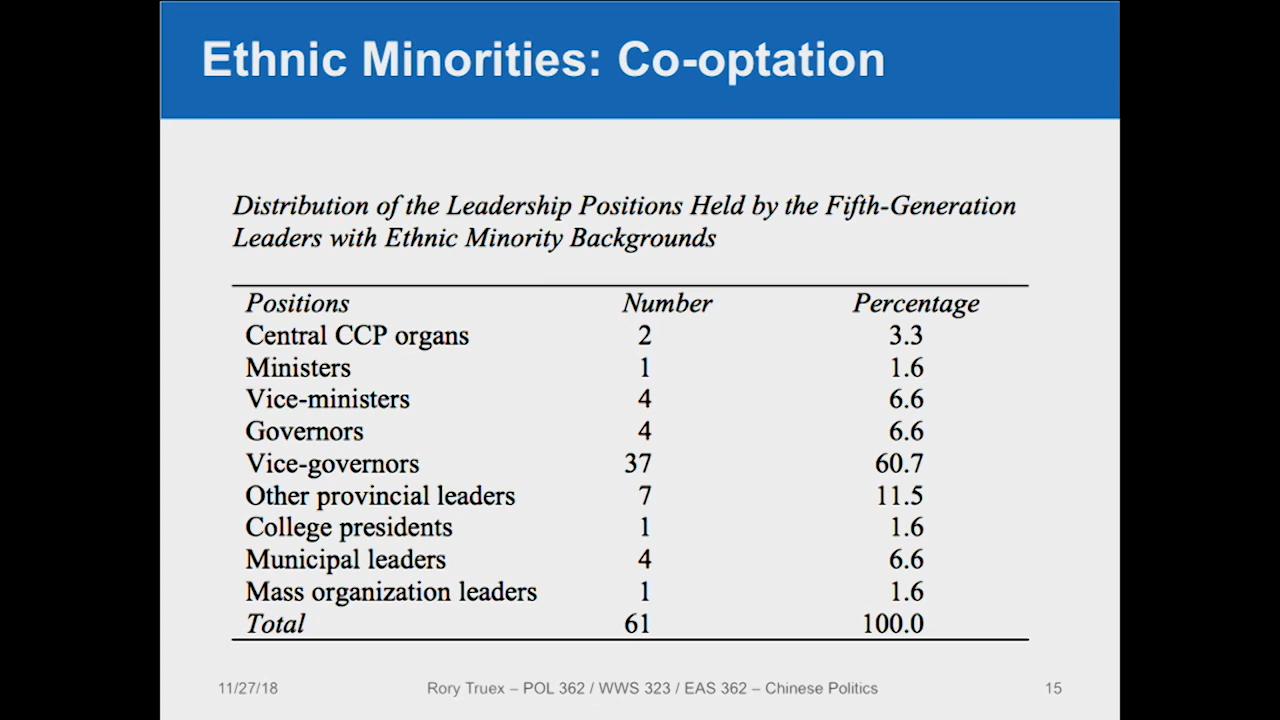 Ethnic Minorities: Co-optation
Distribution of the Leadership Positions Held by the Fifth-Generation
Leaders with Ethnic Minority Backgrounds
Positions Number Percentage
Central CCP organs 2 3.3
Ministers 1 1.6
Vice-ministers 4 6.6
Governors 4 6.6
Vice-governors 37 60.7
Other provincial leaders 7 11.5
College presidents 1 1.6
Municipal leaders 4 6.6
Mass organization leaders 1 1.6
Total 61 100.0
11/27/18 Rory Truex – POL 362 / WWS 323 / EAS 362 – Chinese Politics 15